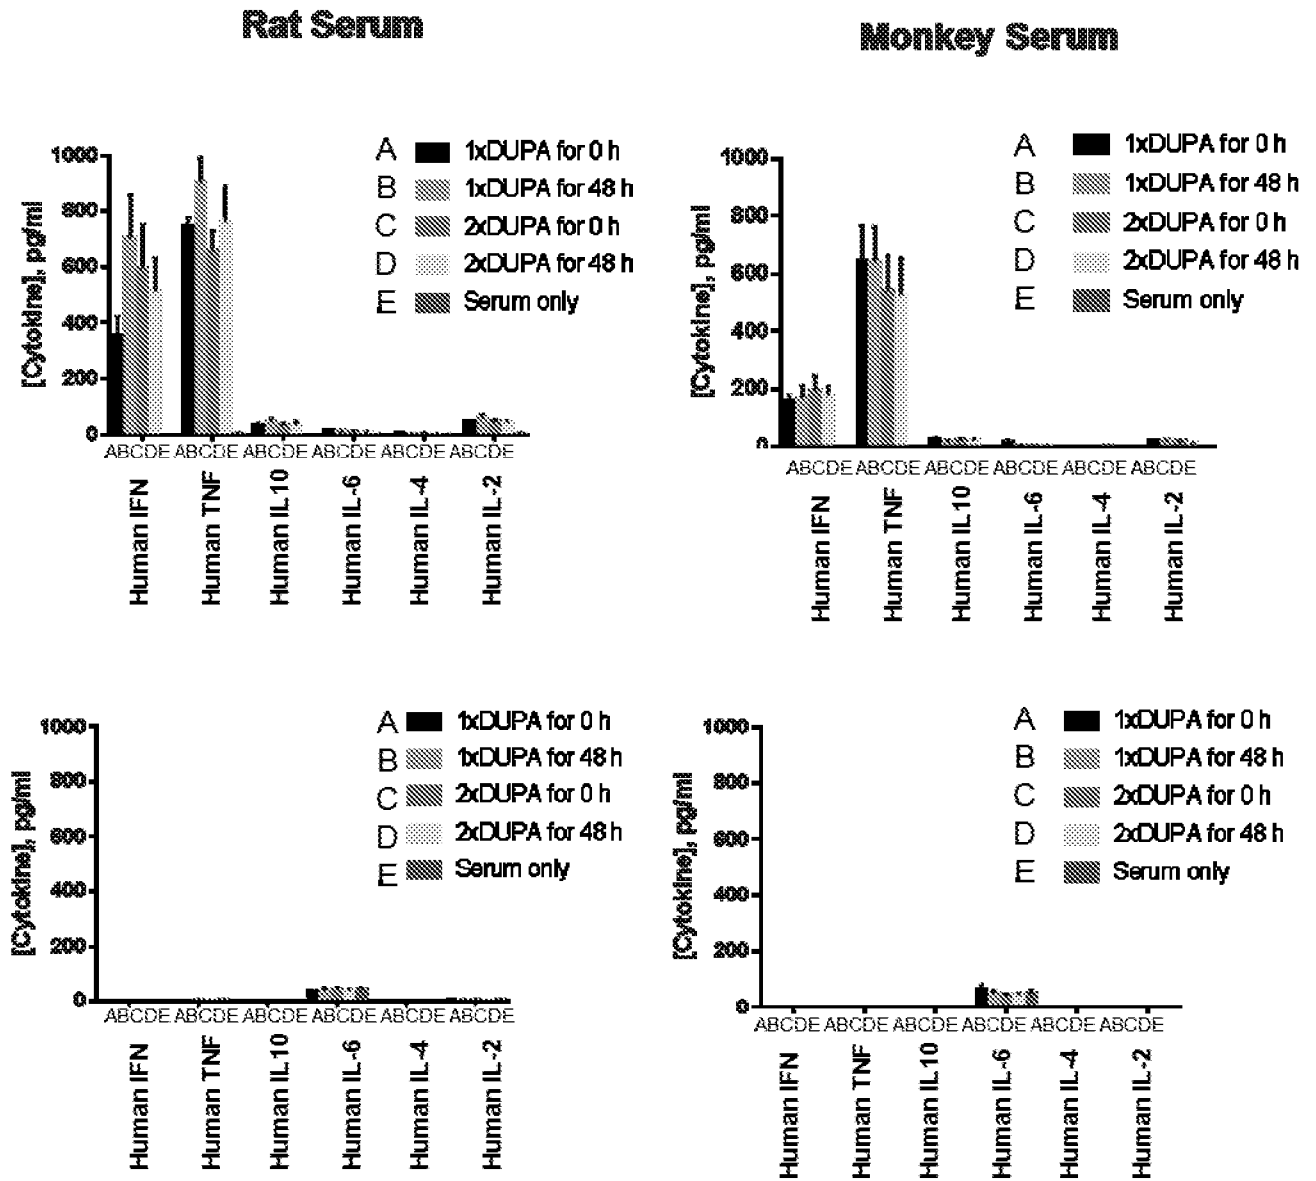 Rat Serum
Monkey Serum
[Cytokine], pg/ml
1000
800
600
400
200
0
A 1xDUPA for 0 h
B 1xDUPA for 48 h
C 2xDUPA for 0 h
D 2xDUPA for 48 h
E Serum only
ABCDE ABCDE ABCDE ABCDE ABCDE ABCDE
Human IFN
Human TNF
Human IL10
Human IL-6
Human IL-4
Human IL-2
[Cytokine], pg/ml
1000
800
600
400
200
0
A 1xDUPA for 0 h
B 1xDUPA for 48 h
C 2xDUPA for 0 h
D 2xDUPA for 48 h
E Serum only
ABCDE ABCDE ABCDE ABCDE ABCDE ABCDE
Human IFN
Human TNF
Human IL10
Human IL-6
Human IL-4
Human IL-2
[Cytokine], pg/ml
1000
800
600
400
200
0
A 1xDUPA for 0 h
B 1xDUPA for 48 h
C 2xDUPA for 0 h
D 2xDUPA for 48 h
E Serum only
ABCDE ABCDE ABCDE ABCDE ABCDE ABCDE
Human IFN
Human TNF
Human IL10
Human IL-6
Human IL-4
Human IL-2
[Cytokine], pg/ml
1000
800
600
400
200
0
A 1xDUPA for 0 h
B 1xDUPA for 48 h
C 2xDUPA for 0 h
D 2xDUPA for 48 h
E Serum only
ABCDE ABCDE ABCDE ABCDE ABCDE ABCDE
Human IFN
Human TNF
Human IL10
Human IL-6
Human IL-4
Human IL-2